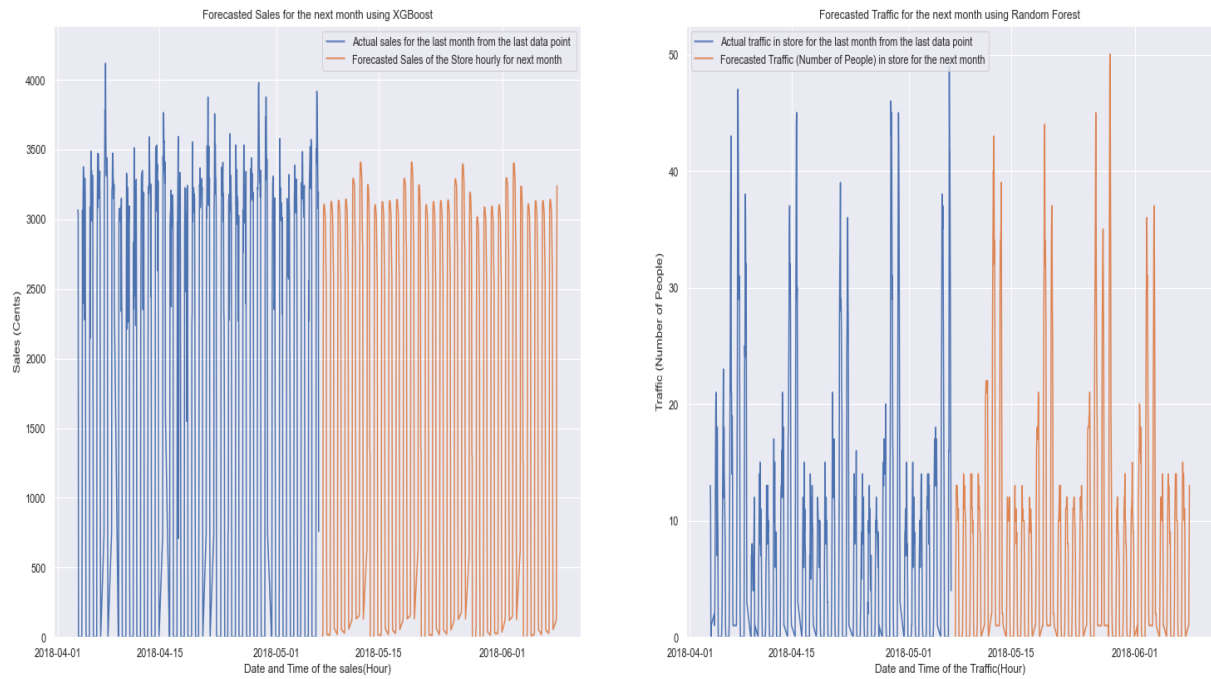 Forecasted Sales for the next month using XGBoost
Actual sales for the last month from the last data point
Forecasted Sales of the Store hourly for next month
4000
3500
3000
2500
2000
1500
1000
500
0
Sales (Cents)
2018-04-01 2018-04-15 2018-05-01 2018-05-15 2018-06-01
Date and Time of the sales(Hour)
Forecasted Traffic for the next month using Random Forest
Actual traffic in store for the last month from the last data point
Forecasted Traffic (Number of People) in store for the next month
50
40
30
20
10
0
Traffic (Number of People)
2018-04-01 2018-04-15 2018-05-01 2018-05-15 2018-06-01
Date and Time of the Traffic(Hour)